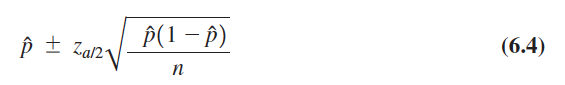 p̂ ± z_{a/2}√(p̂(1 − p̂)/n) (6.4)